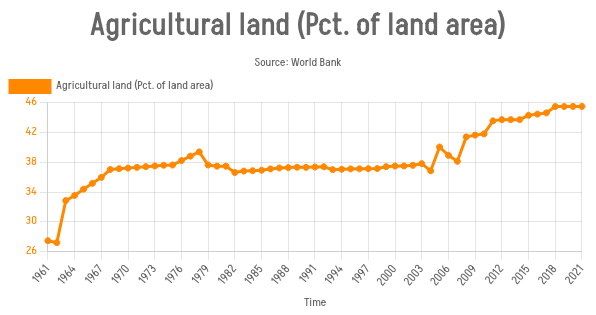 Agricultural land (Pct. of land area)
Source: World Bank
Agricultural land (Pct. of land area)
46
42
38
34
30
26
1961 1964 1967 1970 1973 1976 1979 1982 1985 1988 1991 1994 1997 2000 2003 2006 2009 2012 2015 2018 2021
Time